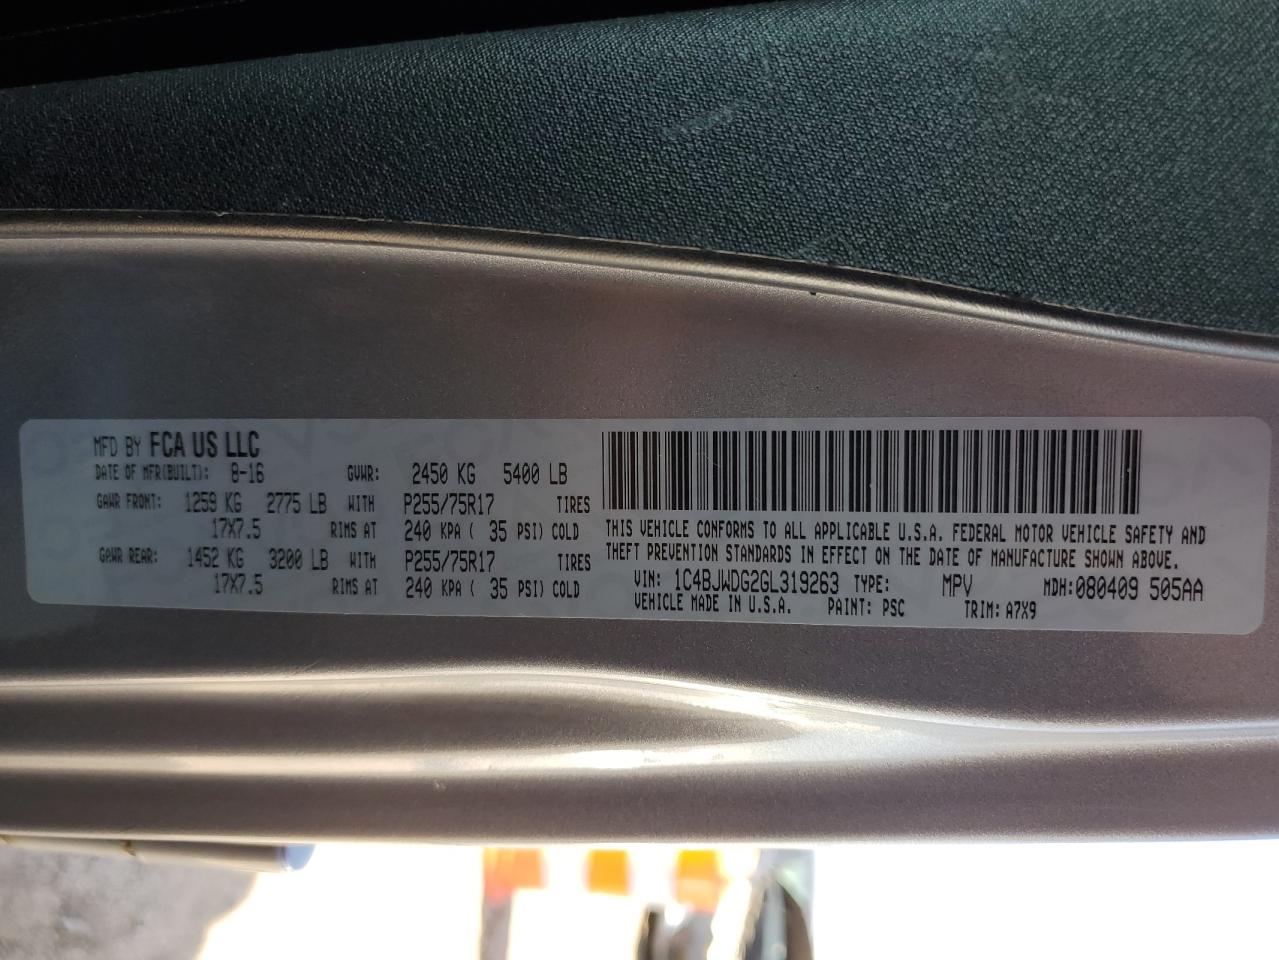 MFD BY FCA US LLC
DATE OF MFR(BUILT): 8-16 GVWR: 2450 KG 5400 LB
GAWR FRONT: 1259 KG 2775 LB WITH P255/75R17 TIRES
17X7.5 RIMS AT 240 KPA ( 35 PSI) COLD
GAWR REAR: 1452 KG 3200 LB WITH P255/75R17 TIRES
17X7.5 RIMS AT 240 KPA ( 35 PSI) COLD
THIS VEHICLE CONFORMS TO ALL APPLICABLE U.S.A. FEDERAL MOTOR VEHICLE SAFETY AND
THEFT PREVENTION STANDARDS IN EFFECT ON THE DATE OF MANUFACTURE SHOWN ABOVE.
VIN: 1C4BJWDG2GL319263 TYPE: MPV MDH:080409 505AA
VEHICLE MADE IN U.S.A. PAINT: PSC TRIM: A7X9